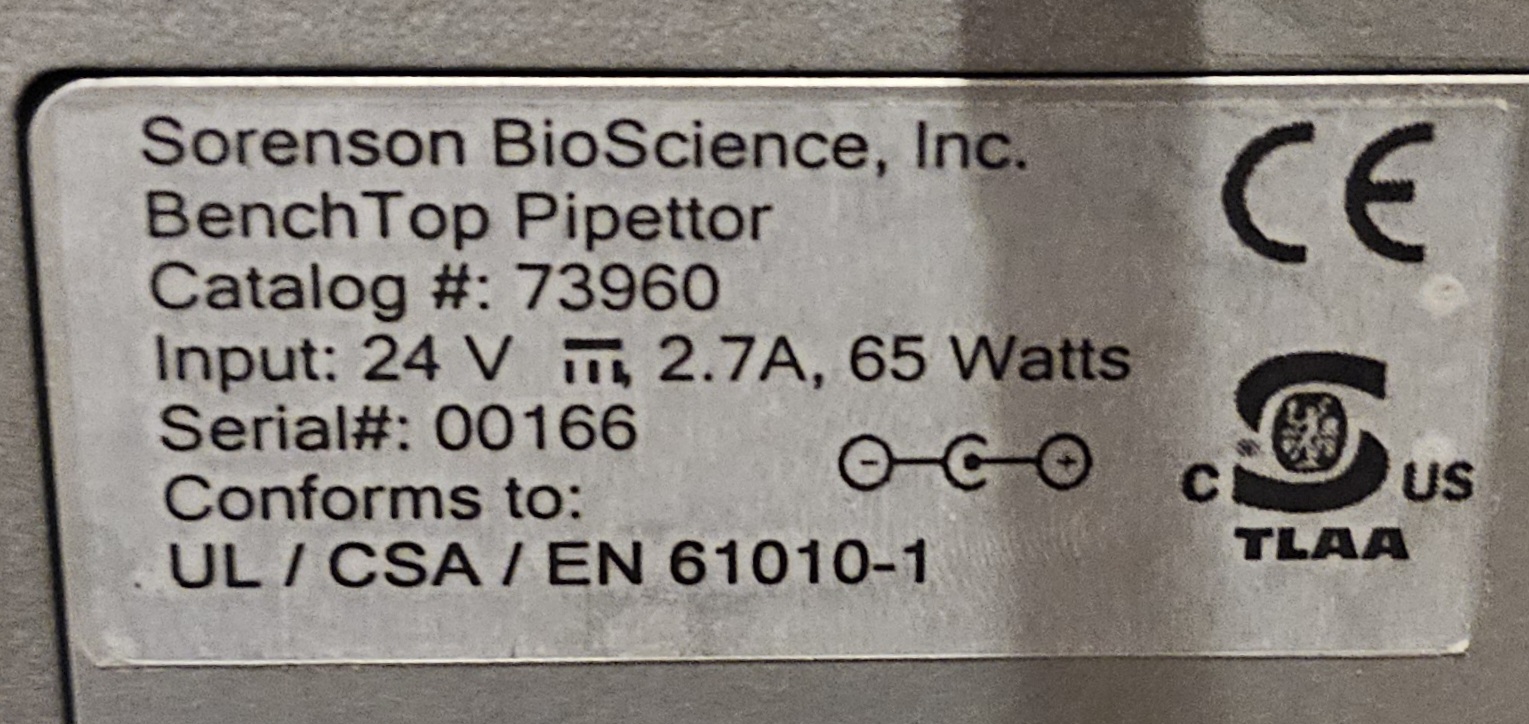 Sorenson BioScience, Inc.
BenchTop Pipettor
Catalog #: 73960
Input: 24 V ⎓ 2.7A, 65 Watts
Serial#: 00166
Conforms to:
UL / CSA / EN 61010-1
CE
C US
TLAA